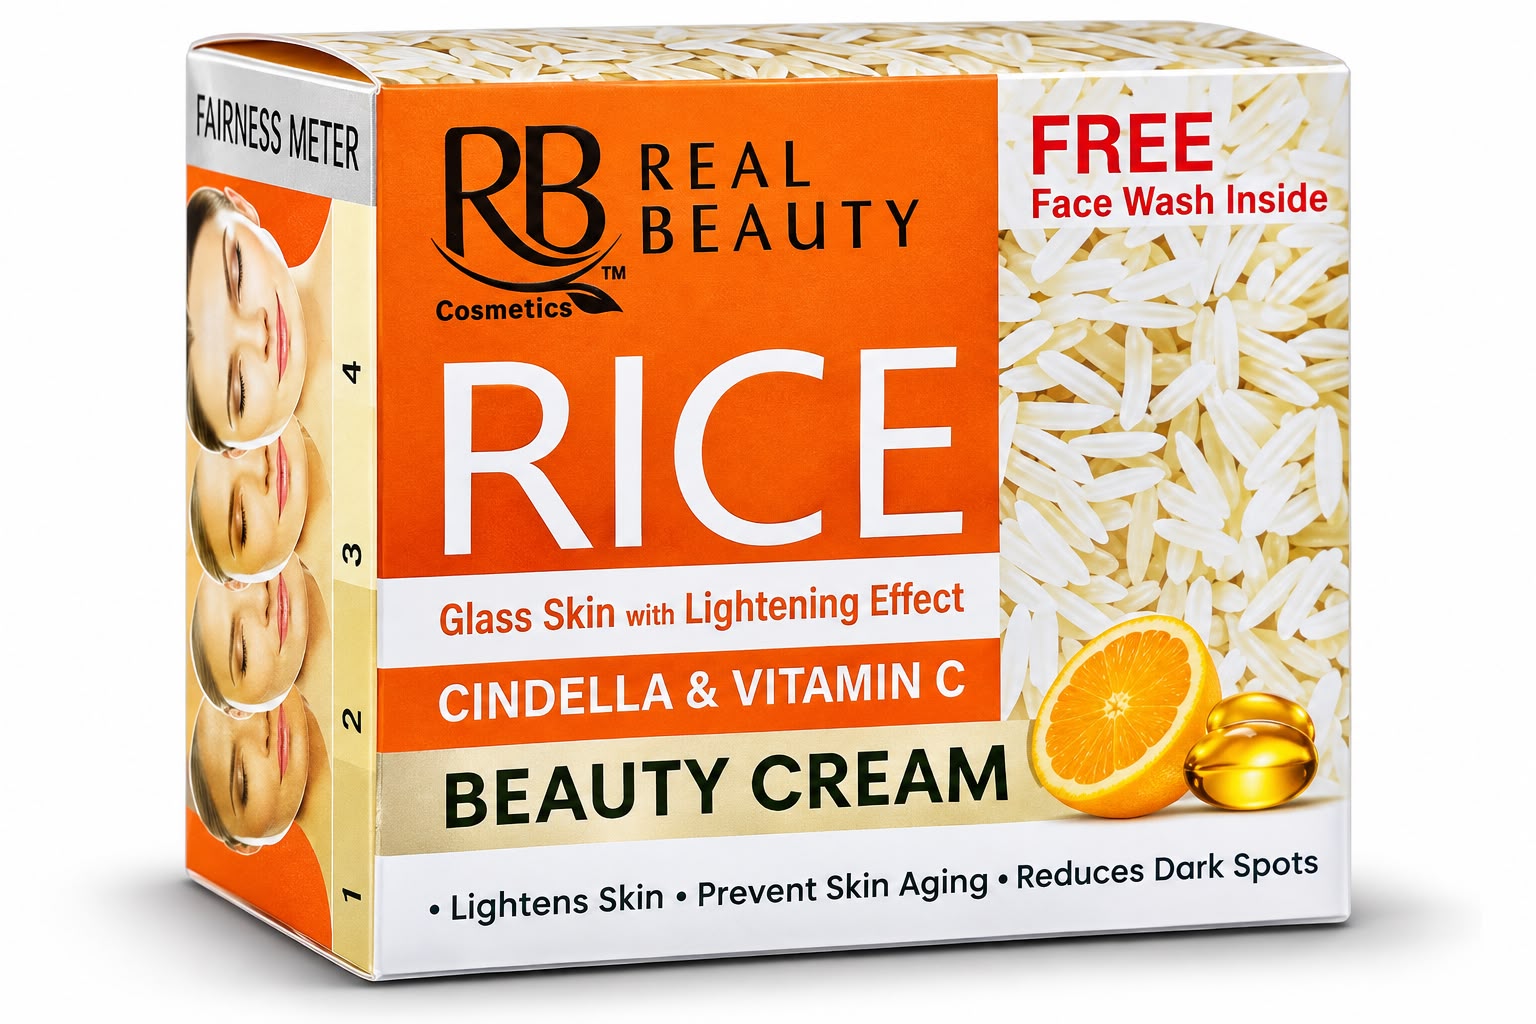 FAIRNESS METER
4
3
2
1
RB
REAL
BEAUTY
TM
Cosmetics
RICE
Glass Skin with Lightening Effect
CINDELLA & VITAMIN C
BEAUTY CREAM
• Lightens Skin • Prevent Skin Aging • Reduces Dark Spots
FREE
Face Wash Inside